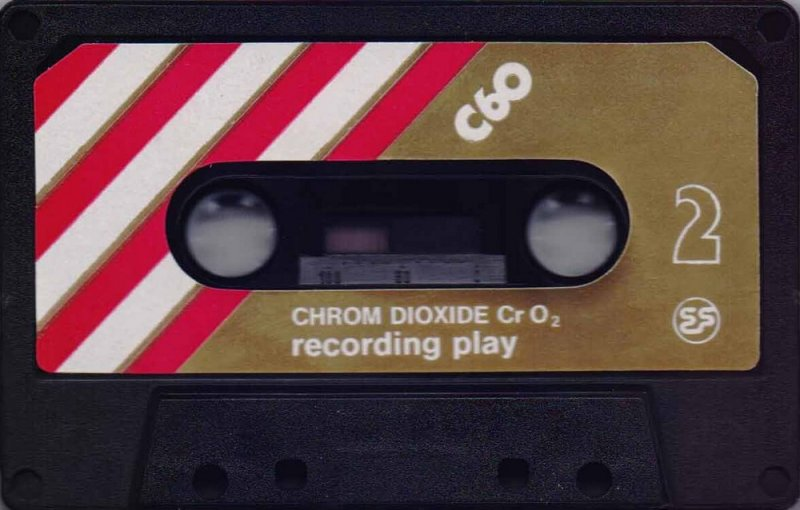 C60
2
CHROM DIOXIDE Cr O₂
recording play